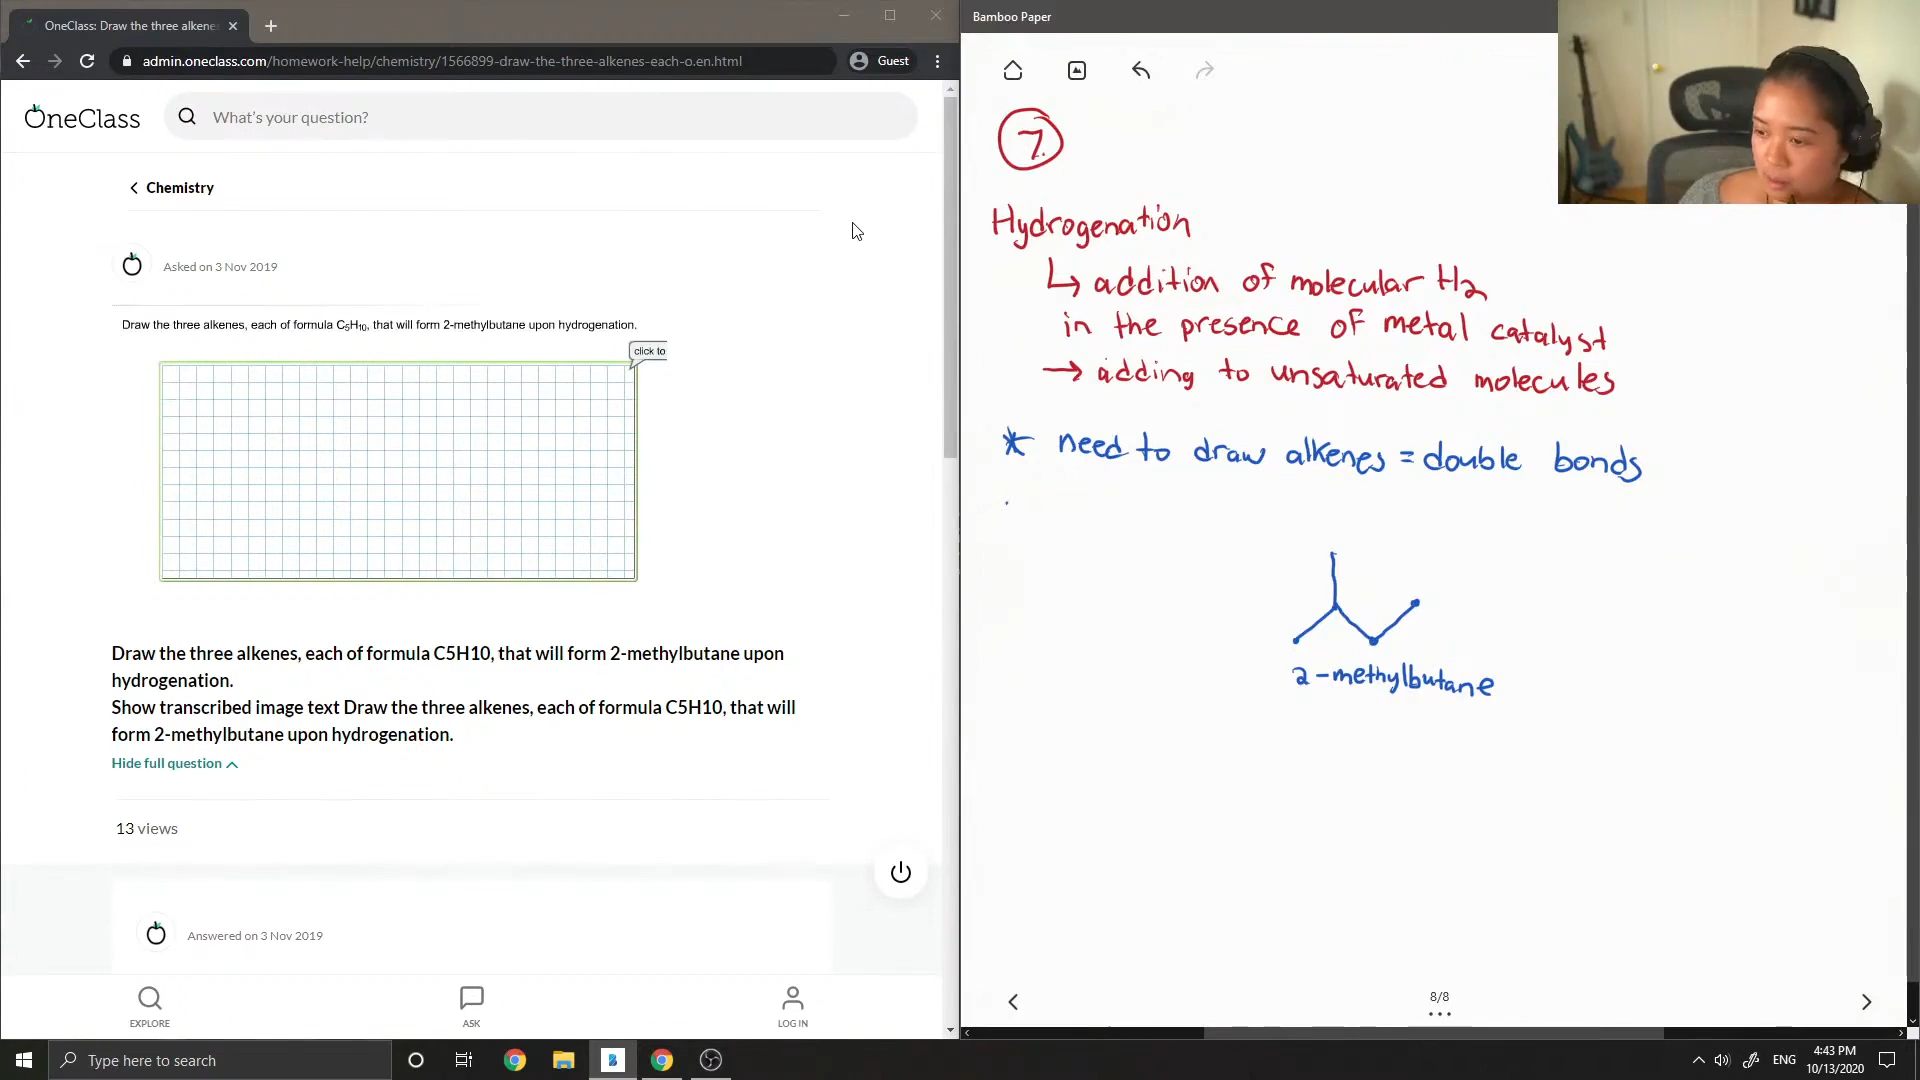 OneClass: Draw the three alkene
admin.oneclass.com/homework-help/chemistry/1566899-draw-the-three-alkenes-each-o.en.html
Guest
OneClass
What's your question?
Chemistry
Asked on 3 Nov 2019
Draw the three alkenes, each of formula C5H10, that will form 2-methylbutane upon hydrogenation.
click to
Draw the three alkenes, each of formula C5H10, that will form 2-methylbutane upon
hydrogenation.
Show transcribed image text Draw the three alkenes, each of formula C5H10, that will
form 2-methylbutane upon hydrogenation.
Hide full question
13 views
Answered on 3 Nov 2019
EXPLORE
ASK
LOG IN
Bamboo Paper
7.
Hydrogenation
↳ addition of molecular H2
in the presence of metal catalyst
→ adding to unsaturated molecules
* need to draw alkenes = double bonds
2-methylbutane
8/8
Type here to search
ENG
4:43 PM
10/13/2020